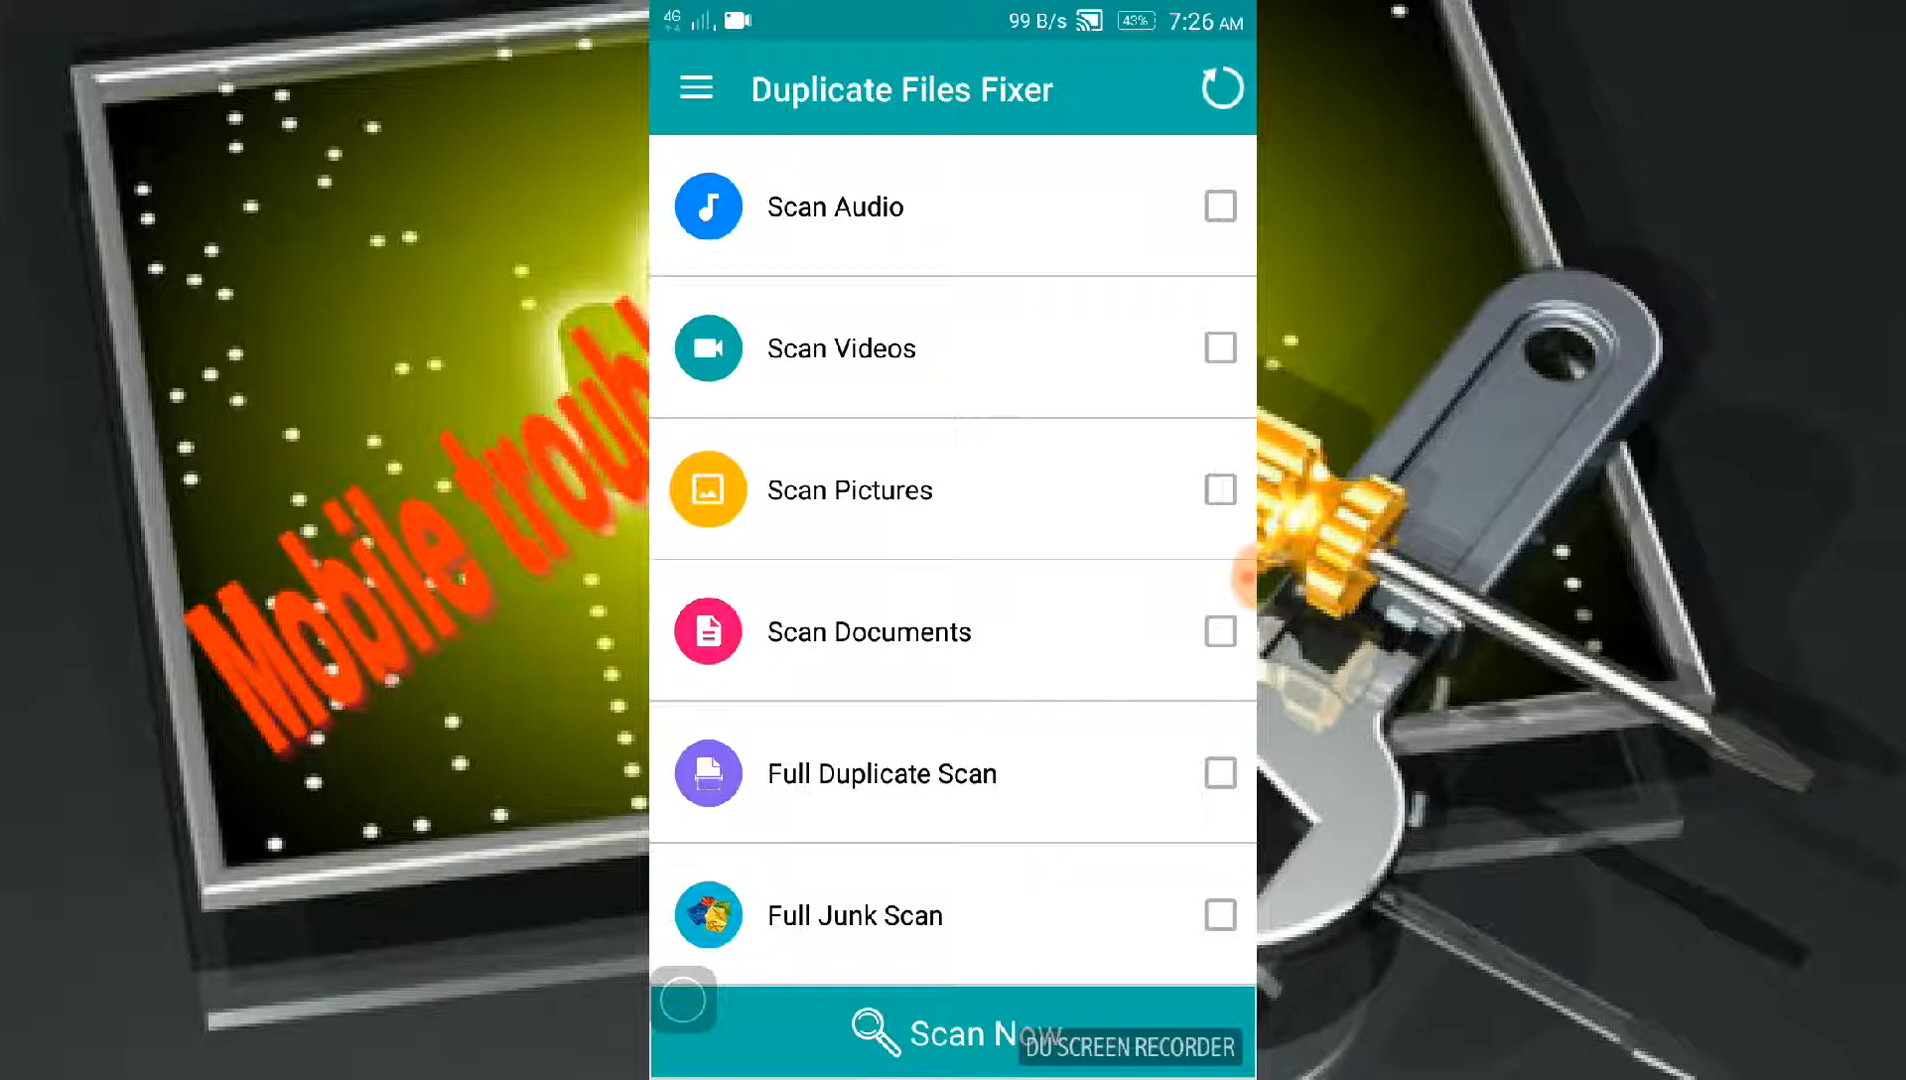 4G 99 B/s 43% 7:26 AM
Duplicate Files Fixer
Scan Audio
Scan Videos
Scan Pictures
Scan Documents
Full Duplicate Scan
Full Junk Scan
Scan Now
DU SCREEN RECORDER
Mobile troub